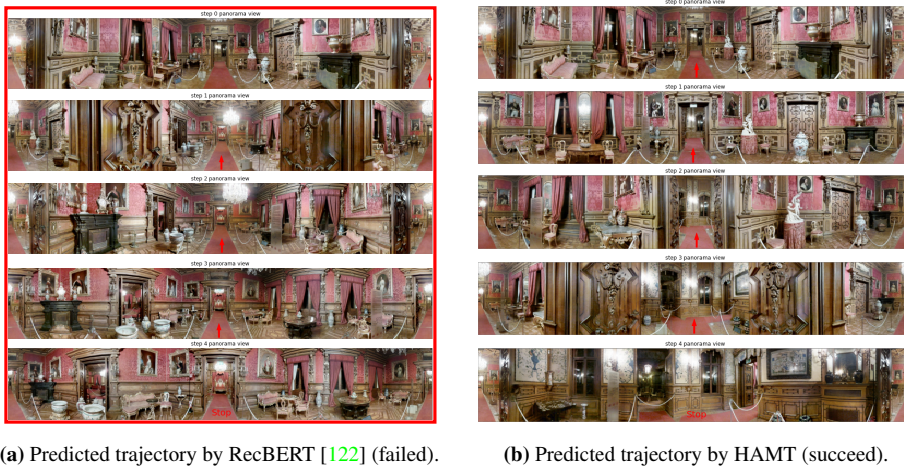 step 0 panorama view
step 1 panorama view
step 2 panorama view
step 3 panorama view
step 4 panorama view
Stop
(a) Predicted trajectory by RecBERT [122] (failed).
step 0 panorama view
step 1 panorama view
step 2 panorama view
step 3 panorama view
step 4 panorama view
Stop
(b) Predicted trajectory by HAMT (succeed).